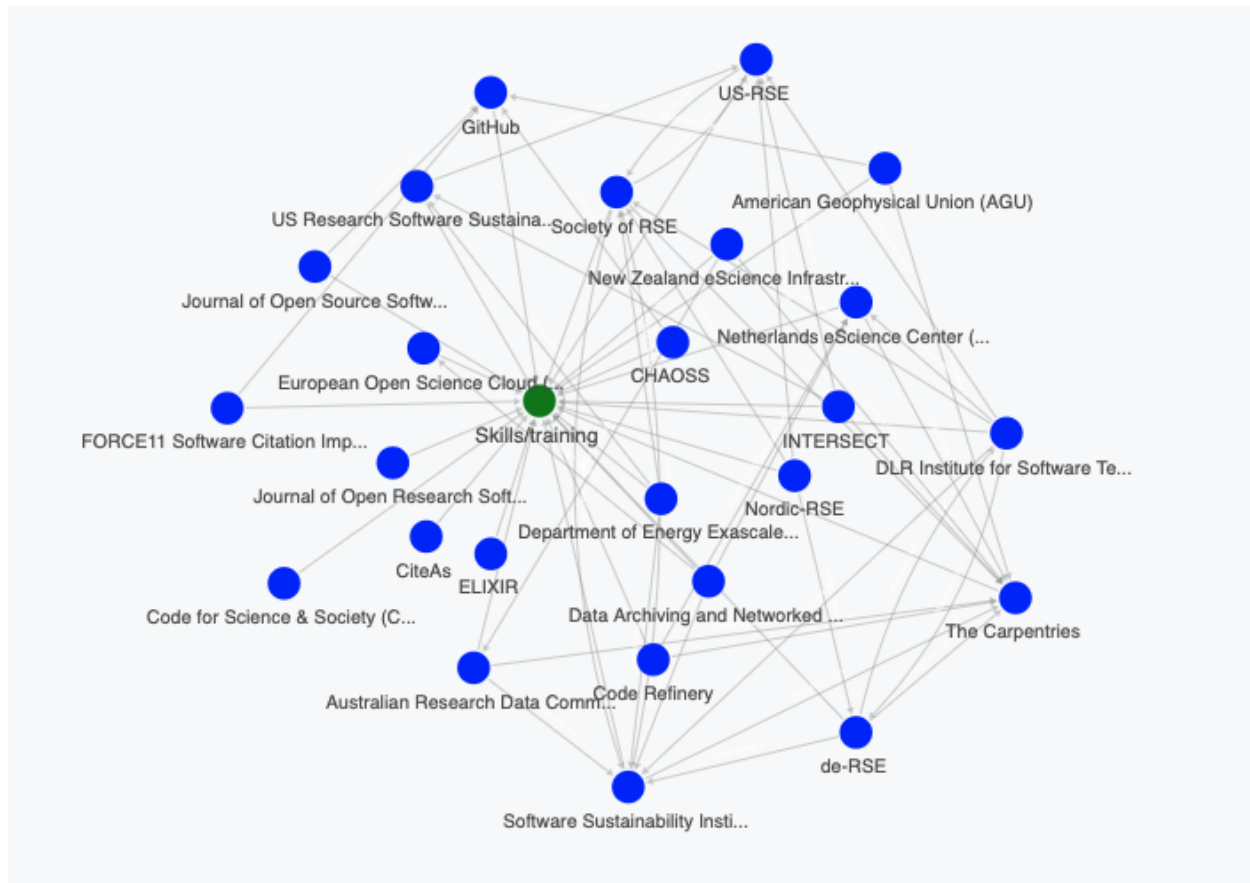 US-RSE
GitHub
American Geophysical Union (AGU)
US Research Software Sustaina...
Society of RSE
New Zealand eScience Infrastr...
Journal of Open Source Softw...
Netherlands eScience Center (...
CHAOSS
European Open Science Cloud (...
Skills/training
FORCE11 Software Citation Imp...
INTERSECT
DLR Institute for Software Te...
Journal of Open Research Soft...
Nordic-RSE
Department of Energy Exascale...
CiteAs
ELIXIR
Code for Science & Society (C...
Data Archiving and Networked ...
The Carpentries
Code Refinery
Australian Research Data Comm...
de-RSE
Software Sustainability Insti...